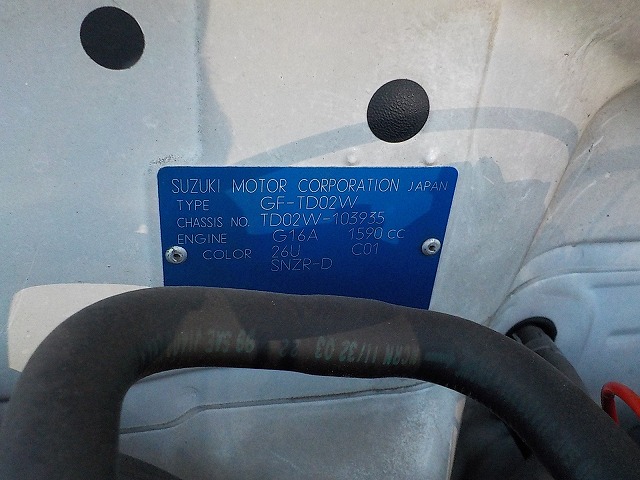 SUZUKI MOTOR CORPORATION JAPAN
TYPE GF-TD02W
CHASSIS NO. TD02W-103935
ENGINE G16A 1590 cc
COLOR 26U C01
SNZR-D